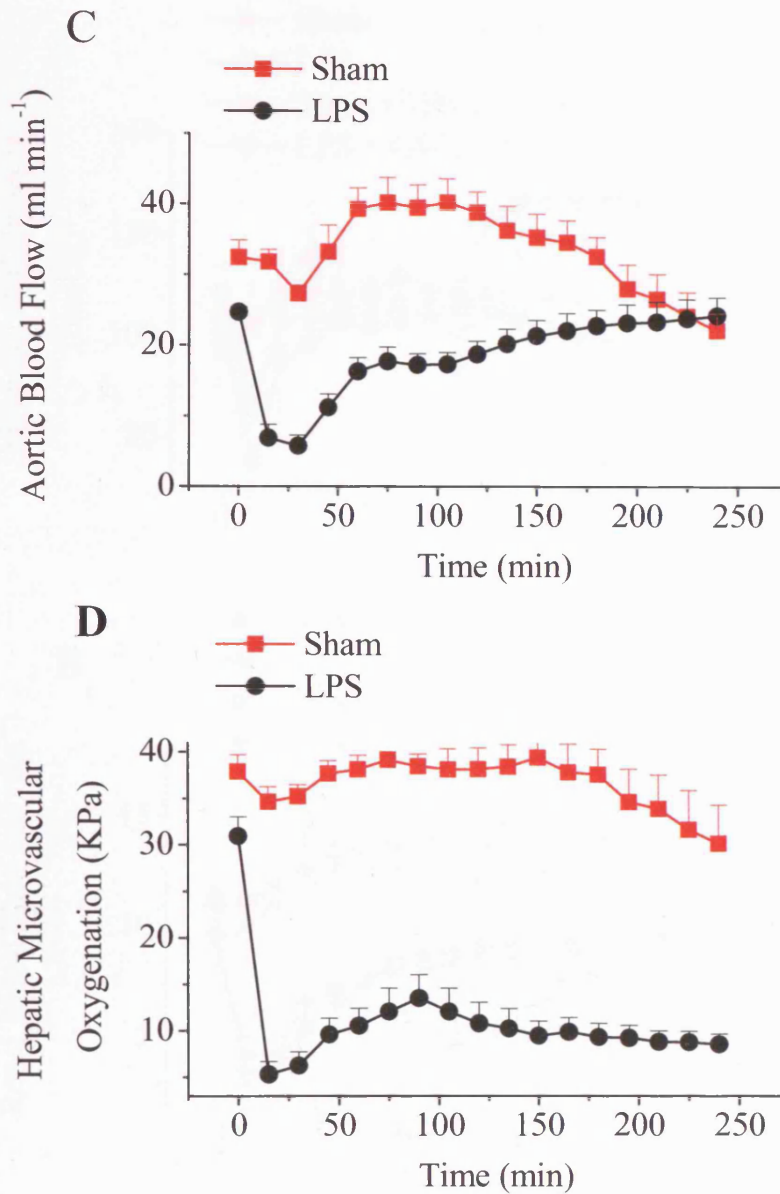 C
Sham
LPS
Aortic Blood Flow (ml min⁻¹)
40
20
0
0 50 100 150 200 250
Time (min)
D
Sham
LPS
Hepatic Microvascular
Oxygenation (KPa)
40
30
20
10
0 50 100 150 200 250
Time (min)